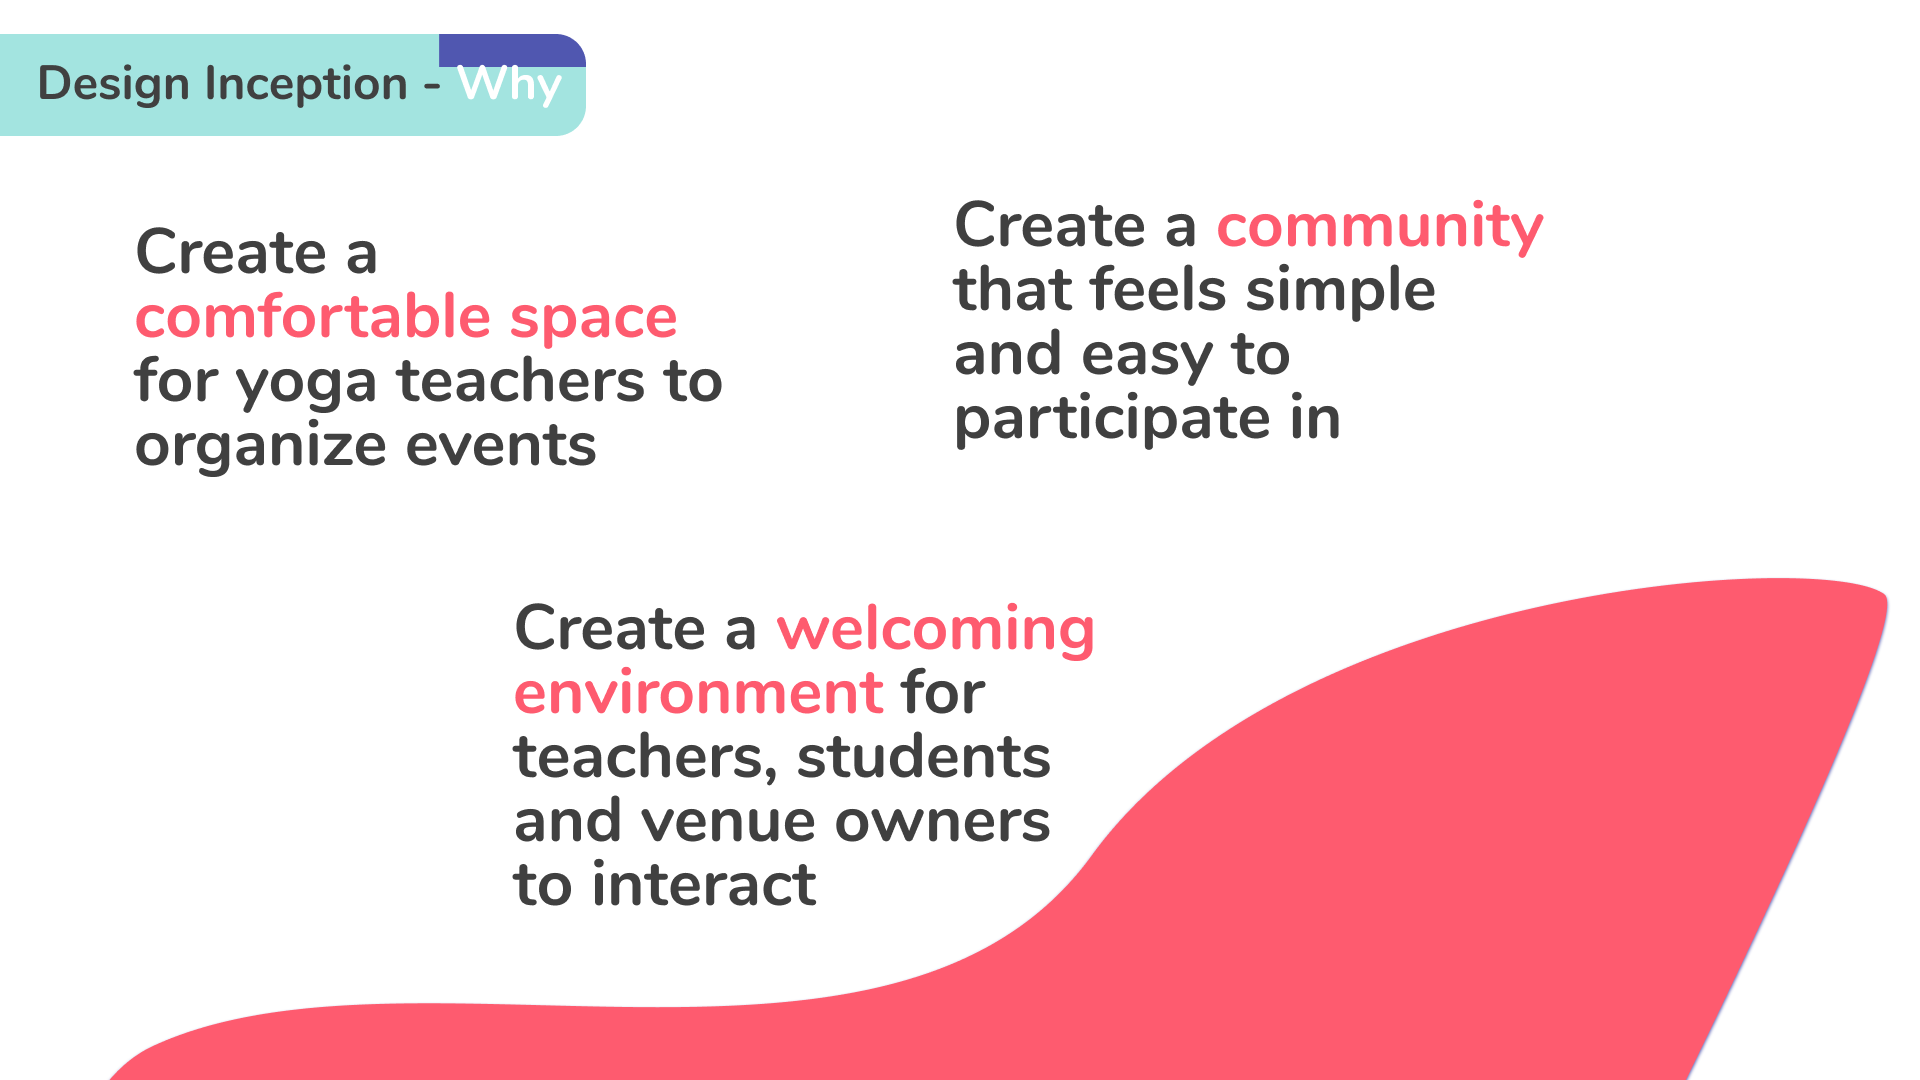 Design Inception - Why
Create a
comfortable space
for yoga teachers to
organize events
Create a community
that feels simple
and easy to
participate in
Create a welcoming
environment for
teachers, students
and venue owners
to interact